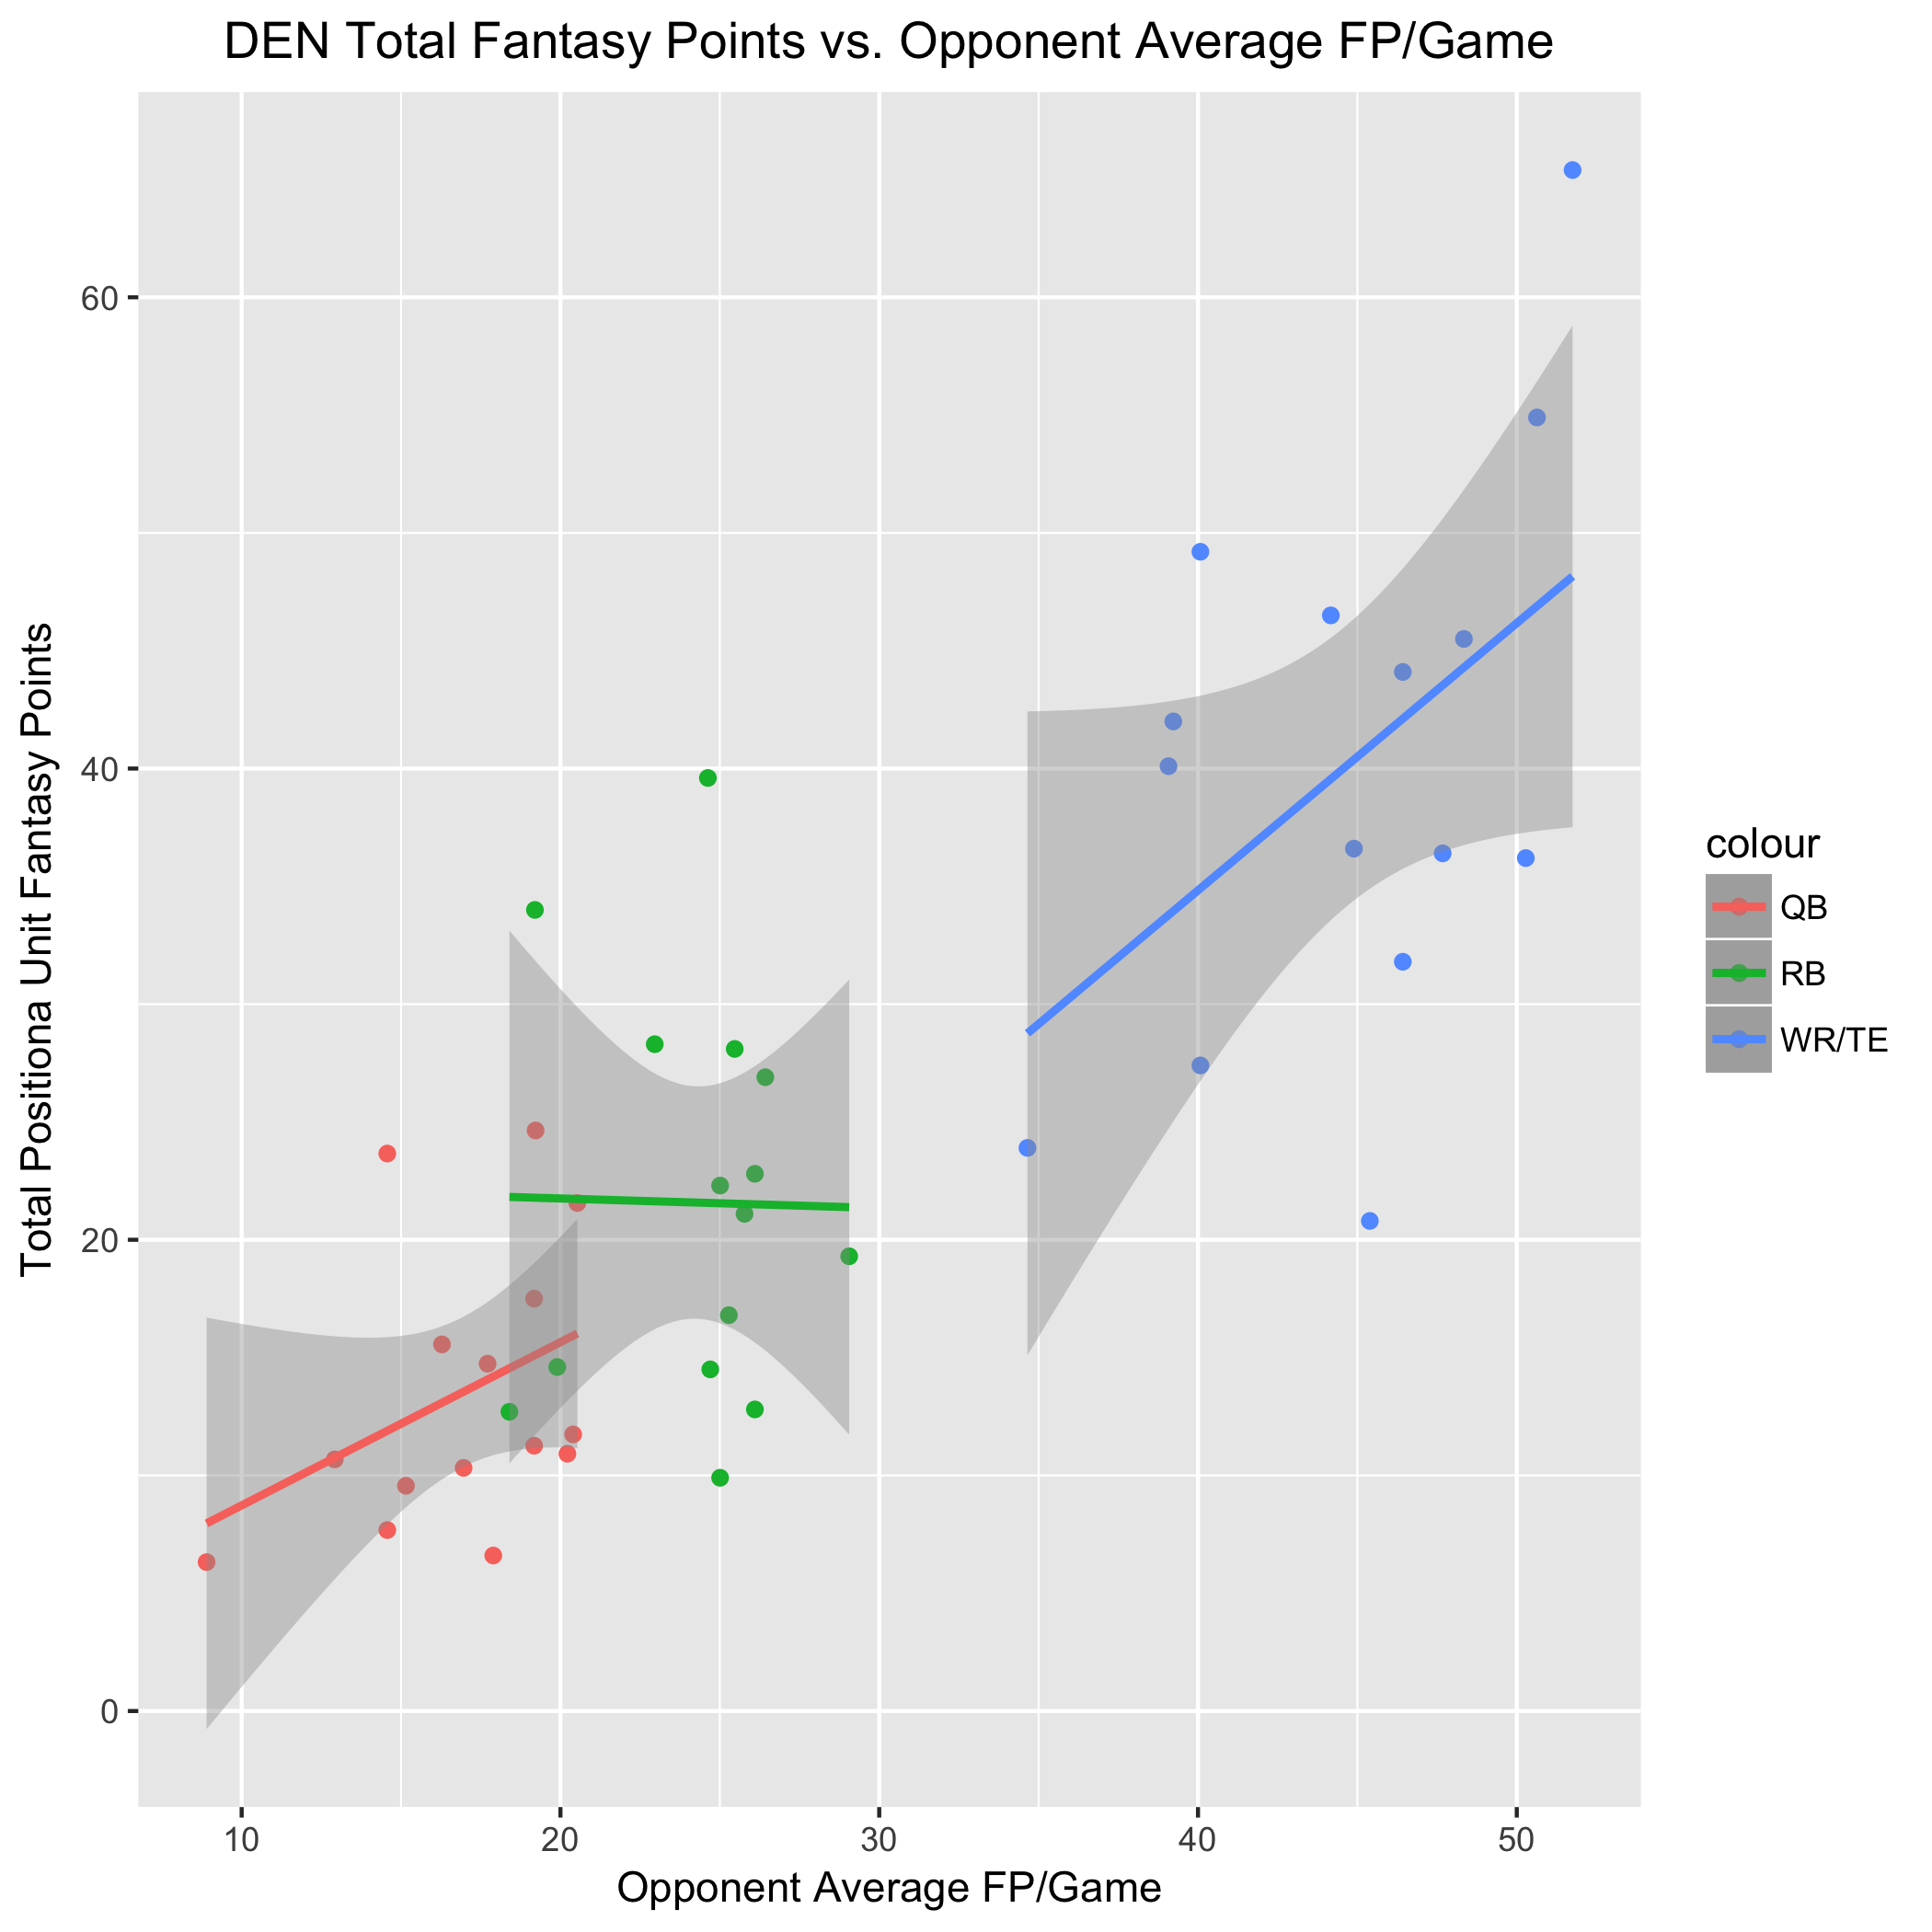 DEN Total Fantasy Points vs. Opponent Average FP/Game
Total Positiona Unit Fantasy Points
60
40
20
0
10 20 30 40 50
Opponent Average FP/Game
colour
QB
RB
WR/TE